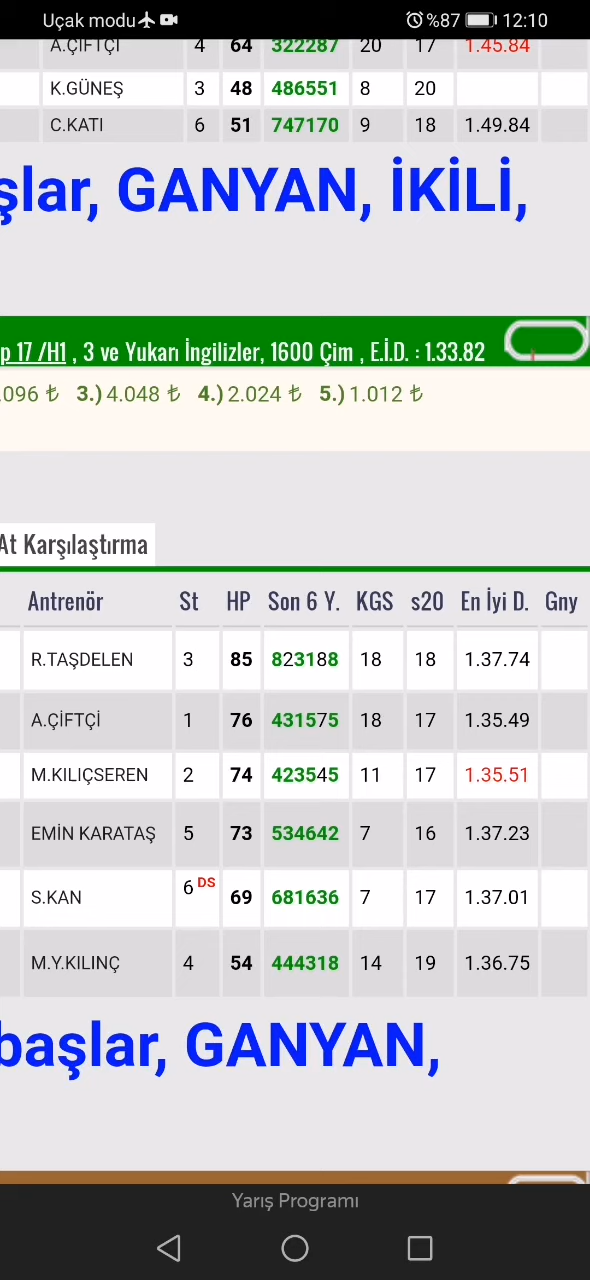 Uçak modu %87 12:10
A.ÇİFTÇİ 4 64 322287 20 17 1.45.84
K.GÜNEŞ 3 48 486551 8 20
C.KATI 6 51 747170 9 18 1.49.84
şlar, GANYAN, İKİLİ,
p 17 /H1 , 3 ve Yukarı İngilizler, 1600 Çim , E.İ.D. : 1.33.82
.096 ₺ 3.) 4.048 ₺ 4.) 2.024 ₺ 5.) 1.012 ₺
At Karşılaştırma
Antrenör St HP Son 6 Y. KGS s20 En İyi D. Gny
R.TAŞDELEN 3 85 823188 18 18 1.37.74
A.ÇİFTÇİ 1 76 431575 18 17 1.35.49
M.KILIÇSEREN 2 74 423545 11 17 1.35.51
EMİN KARATAŞ 5 73 534642 7 16 1.37.23
S.KAN 6 DS 69 681636 7 17 1.37.01
M.Y.KILINÇ 4 54 444318 14 19 1.36.75
başlar, GANYAN,
Yarış Programı